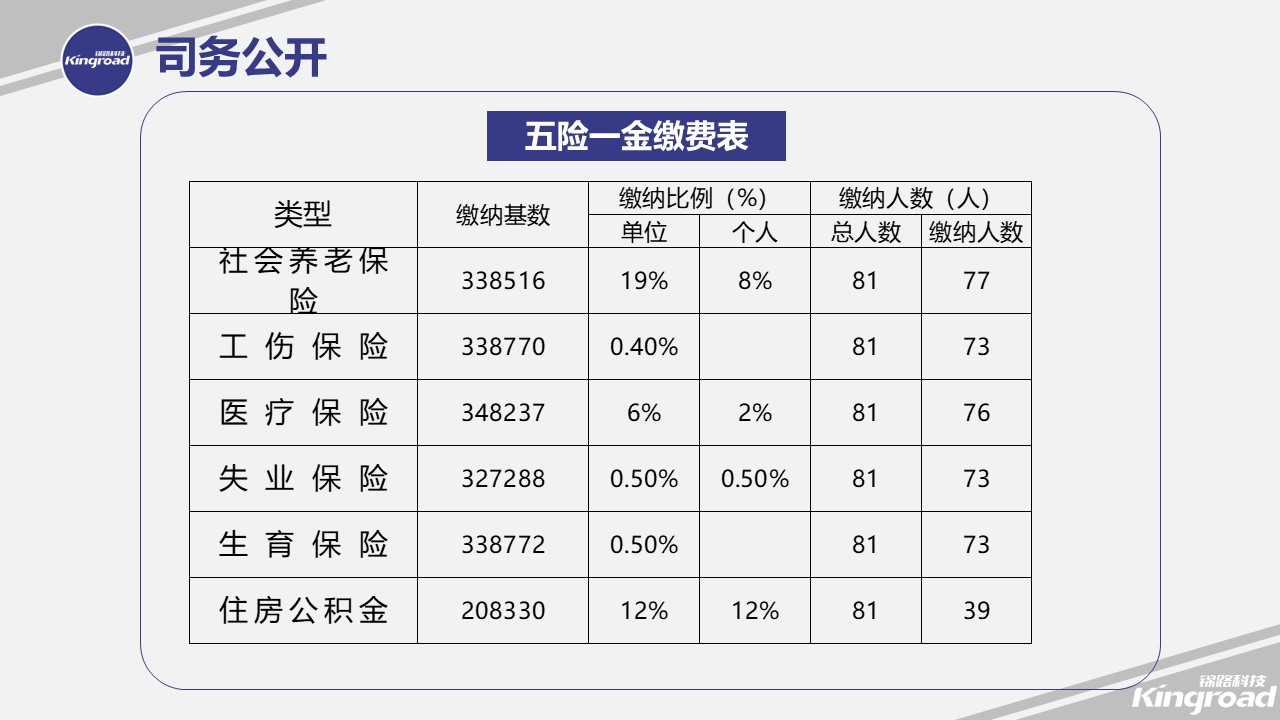 锦路科技
Kingroad
司务公开
五险一金缴费表
类型 缴纳基数 缴纳比例（%） 缴纳人数（人）
单位 个人 总人数 缴纳人数
社会养老保
险 338516 19% 8% 81 77
工伤保险 338770 0.40% 81 73
医疗保险 348237 6% 2% 81 76
失业保险 327288 0.50% 0.50% 81 73
生育保险 338772 0.50% 81 73
住房公积金 208330 12% 12% 81 39
锦路科技
Kingroad